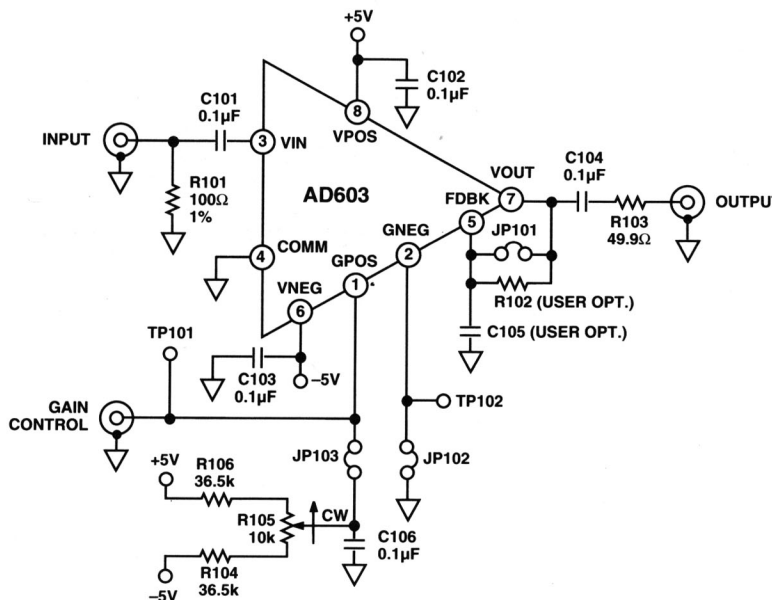 +5V
C102
0.1µF
8
VPOS
C101
0.1µF
INPUT
3
VIN
R101
100Ω
1%
AD603
VOUT
7
FDBK
5
C104
0.1µF
OUTPU
R103
49.9Ω
JP101
R102 (USER OPT.)
C105 (USER OPT.)
GNEG
2
4
COMM
GPOS
1
VNEG
6
TP101
C103
0.1µF
–5V
TP102
GAIN
CONTROL
JP103
JP102
+5V
R106
36.5k
R105
10k
CW
C106
0.1µF
R104
36.5k
–5V